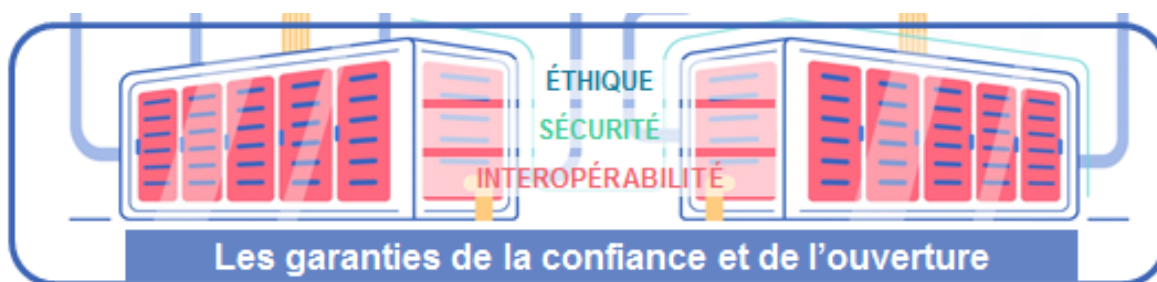 ÉTHIQUE
SÉCURITÉ
INTEROPÉRABILITÉ
Les garanties de la confiance et de l’ouverture